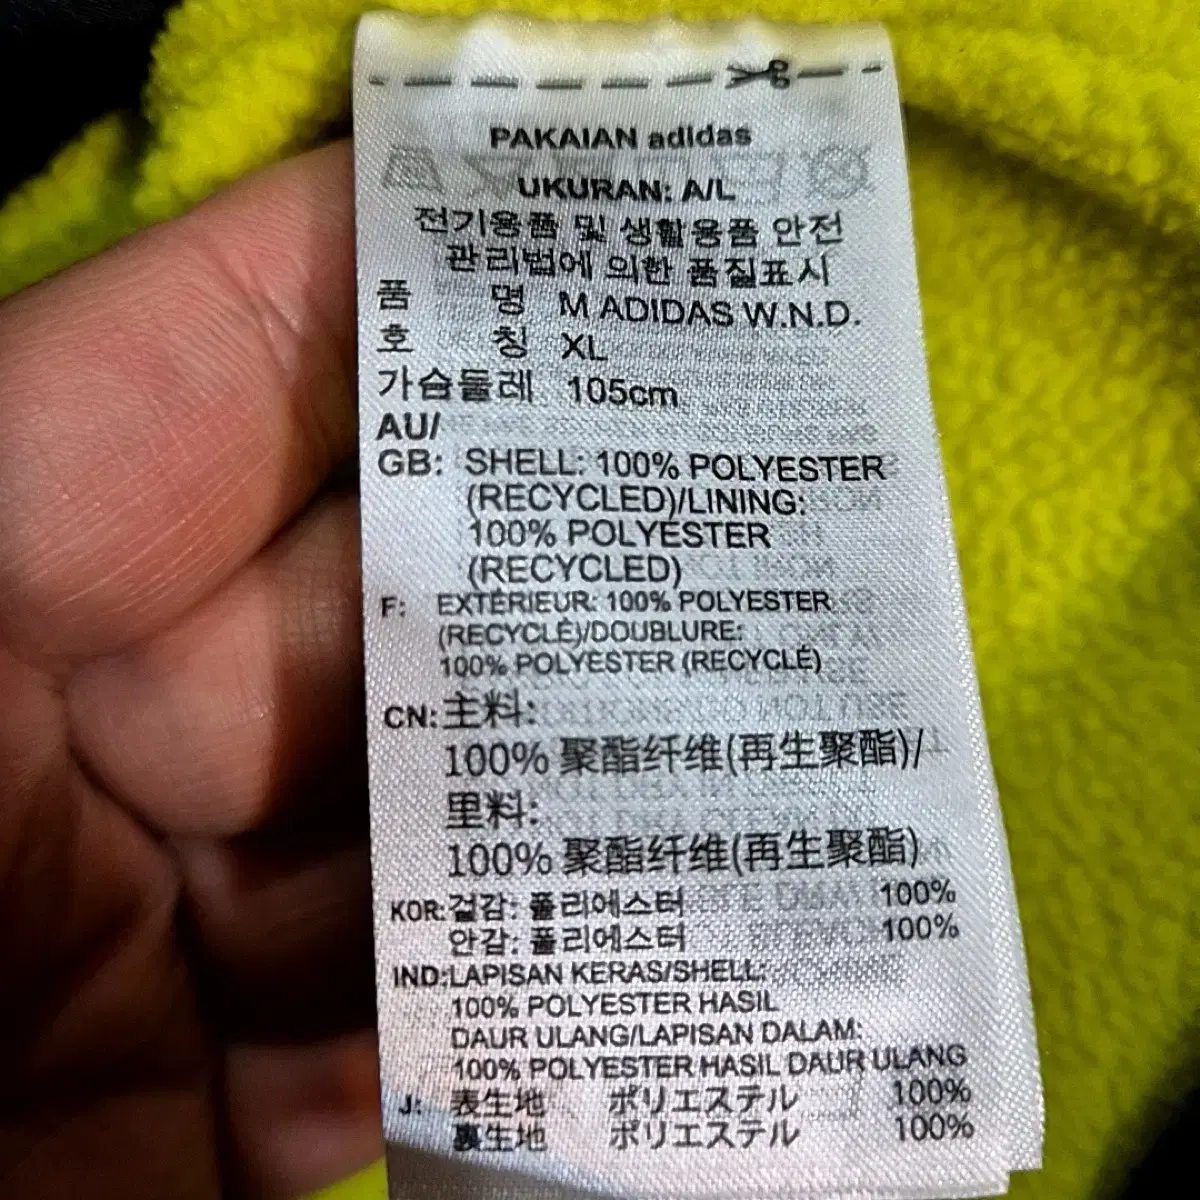 PAKAIAN adidas
UKURAN: A/L
전기용품 및 생활용품 안전
관리법에 의한 품질표시
품 명 M ADIDAS W.N.D.
호 칭 XL
가슴둘레 105cm
AU/
GB: SHELL: 100% POLYESTER
(RECYCLED)/LINING:
100% POLYESTER
(RECYCLED)
F: EXTÉRIEUR: 100% POLYESTER
(RECYCLÉ)/DOUBLURE:
100% POLYESTER (RECYCLÉ)
CN: 主料:
100% 聚酯纤维(再生聚酯)/
里料:
100% 聚酯纤维(再生聚酯)
KOR: 겉감: 폴리에스터 100%
안감: 폴리에스터 100%
IND: LAPISAN KERAS/SHELL:
100% POLYESTER HASIL
DAUR ULANG/LAPISAN DALAM:
100% POLYESTER HASIL DAUR ULANG
J: 表生地 ポリエステル 100%
裏生地 ポリエステル 100%